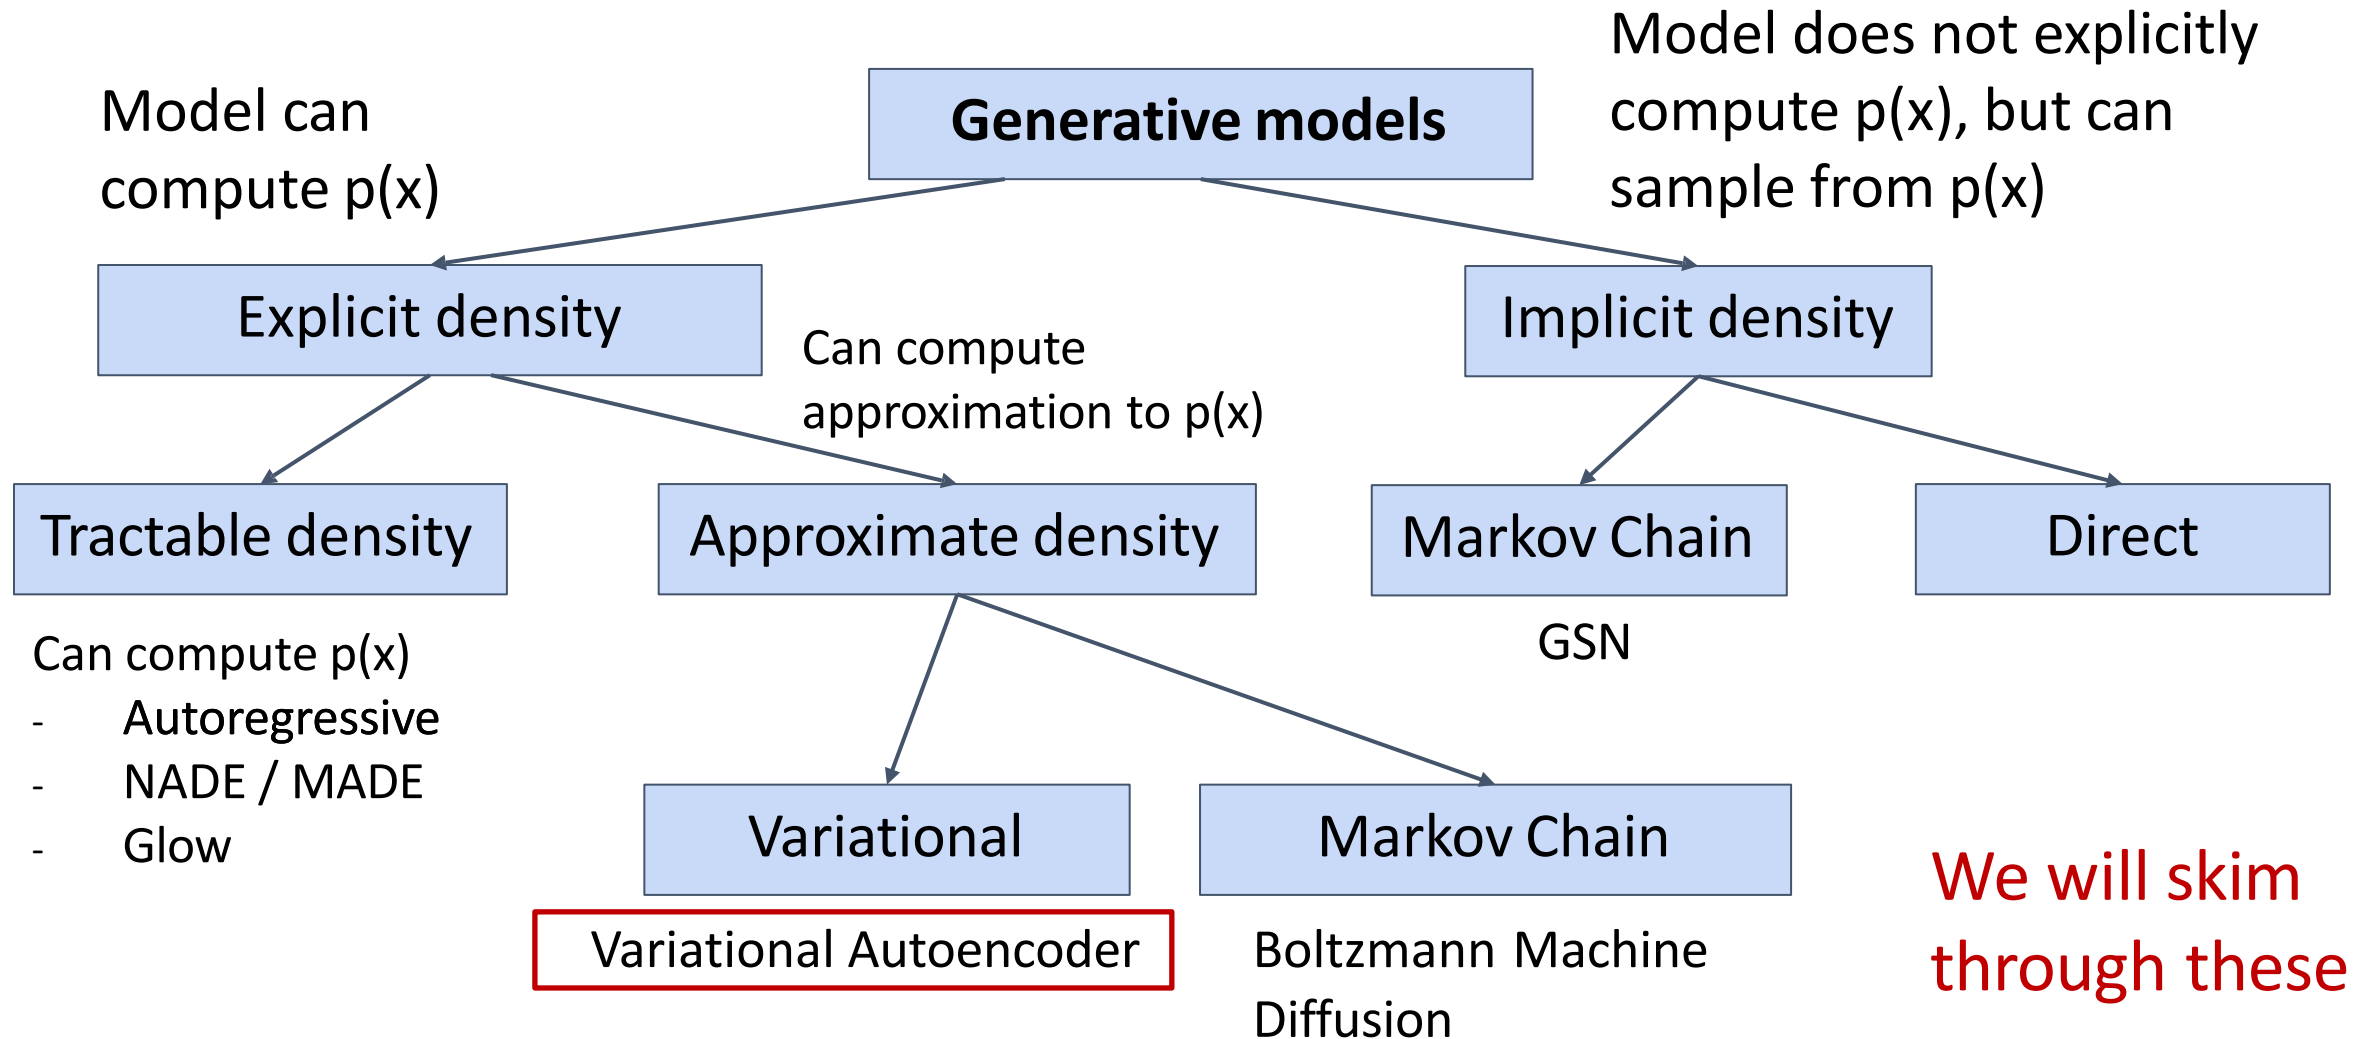 Model can
compute p(x)
Generative models
Model does not explicitly
compute p(x), but can
sample from p(x)
Explicit density
Can compute
approximation to p(x)
Implicit density
Tractable density
Approximate density
Markov Chain
Direct
Can compute p(x)
- Autoregressive
- NADE / MADE
- Glow
GSN
Variational
Markov Chain
Variational Autoencoder
Boltzmann Machine
Diffusion
We will skim
through these